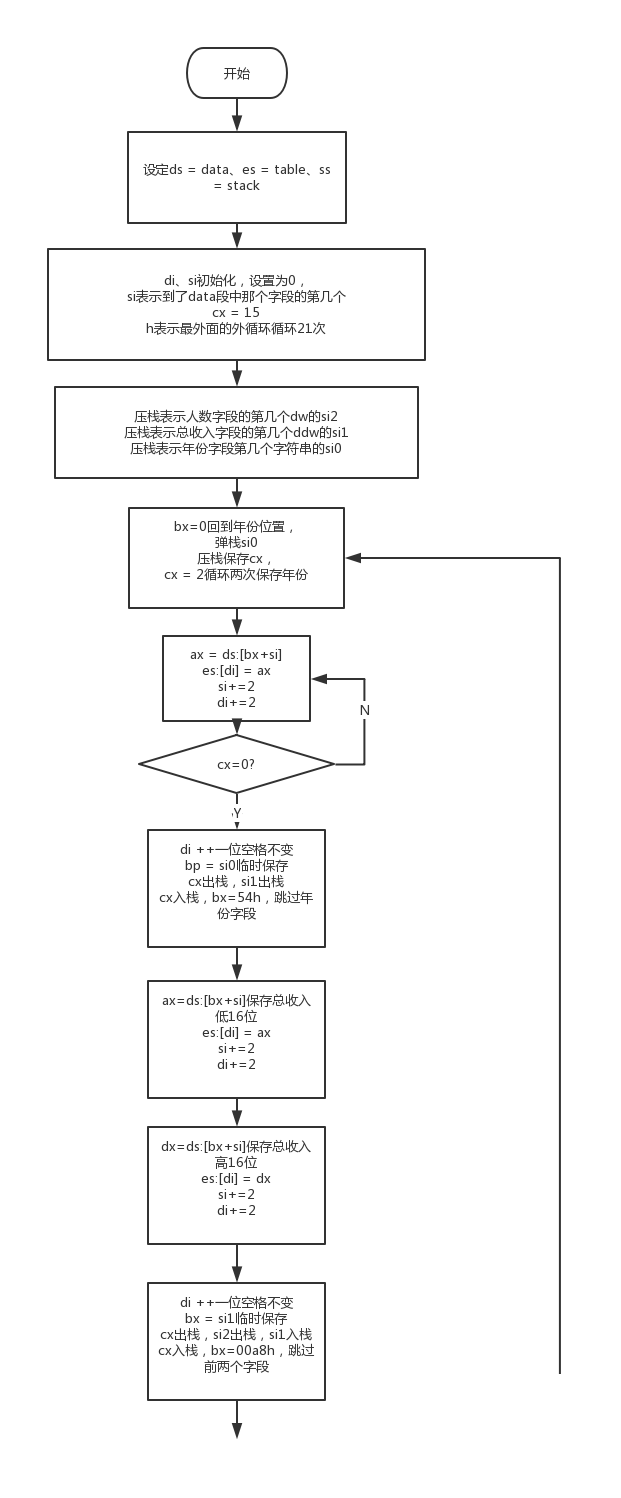 开始
设定ds = data、es = table、ss
= stack
di、si初始化，设置为0，
si表示到了data段中那个字段的第几个
cx = 15
h表示最外面的外循环循环21次
压栈表示人数字段的第几个dw的si2
压栈表示总收入字段的第几个ddw的si1
压栈表示年份字段第几个字符串的si0
bx=0回到年份位置，
弹栈si0
压栈保存cx，
cx = 2循环两次保存年份
ax = ds:[bx+si]
es:[di] = ax
si+=2
di+=2
N
cx=0?
Y
di ++一位空格不变
bp = si0临时保存
cx出栈，si1出栈
cx入栈，bx=54h，跳过年
份字段
ax=ds:[bx+si]保存总收入
低16位
es:[di] = ax
si+=2
di+=2
dx=ds:[bx+si]保存总收入
高16位
es:[di] = dx
si+=2
di+=2
di ++一位空格不变
bx = si1临时保存
cx出栈，si2出栈，si1入栈
cx入栈，bx=00a8h，跳过
前两个字段